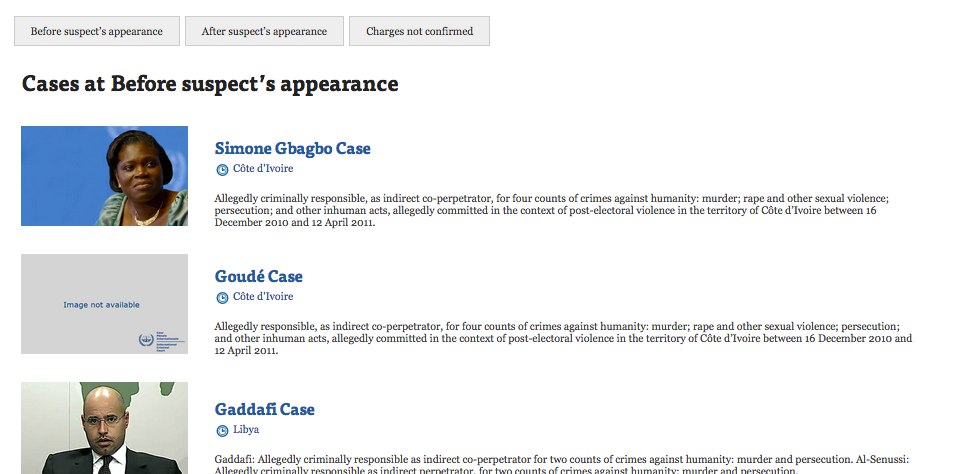 Before suspect's appearance
After suspect's appearance
Charges not confirmed
Cases at Before suspect's appearance
Simone Gbagbo Case
Côte d'Ivoire
Allegedly criminally responsible, as indirect co-perpetrator, for four counts of crimes against humanity: murder; rape and other sexual violence;
persecution; and other inhuman acts, allegedly committed in the context of post-electoral violence in the territory of Côte d'Ivoire between 16
December 2010 and 12 April 2011.
Goudé Case
Côte d'Ivoire
Image not available
Allegedly responsible, as indirect co-perpetrator, for four counts of crimes against humanity: murder; rape and other sexual violence; persecution;
and other inhuman acts, allegedly committed in the context of post-electoral violence in the territory of Côte d'Ivoire between 16 December 2010 and
12 April 2011.
Cour
Pénale
Internationale
International
Criminal
Court
Gaddafi Case
Libya
Gaddafi: Allegedly criminally responsible as indirect co-perpetrator for two counts of crimes against humanity: murder and persecution. Al-Senussi:
Allegedly criminally responsible as indirect perpetrator, for two counts of crimes against humanity: murder and persecution.